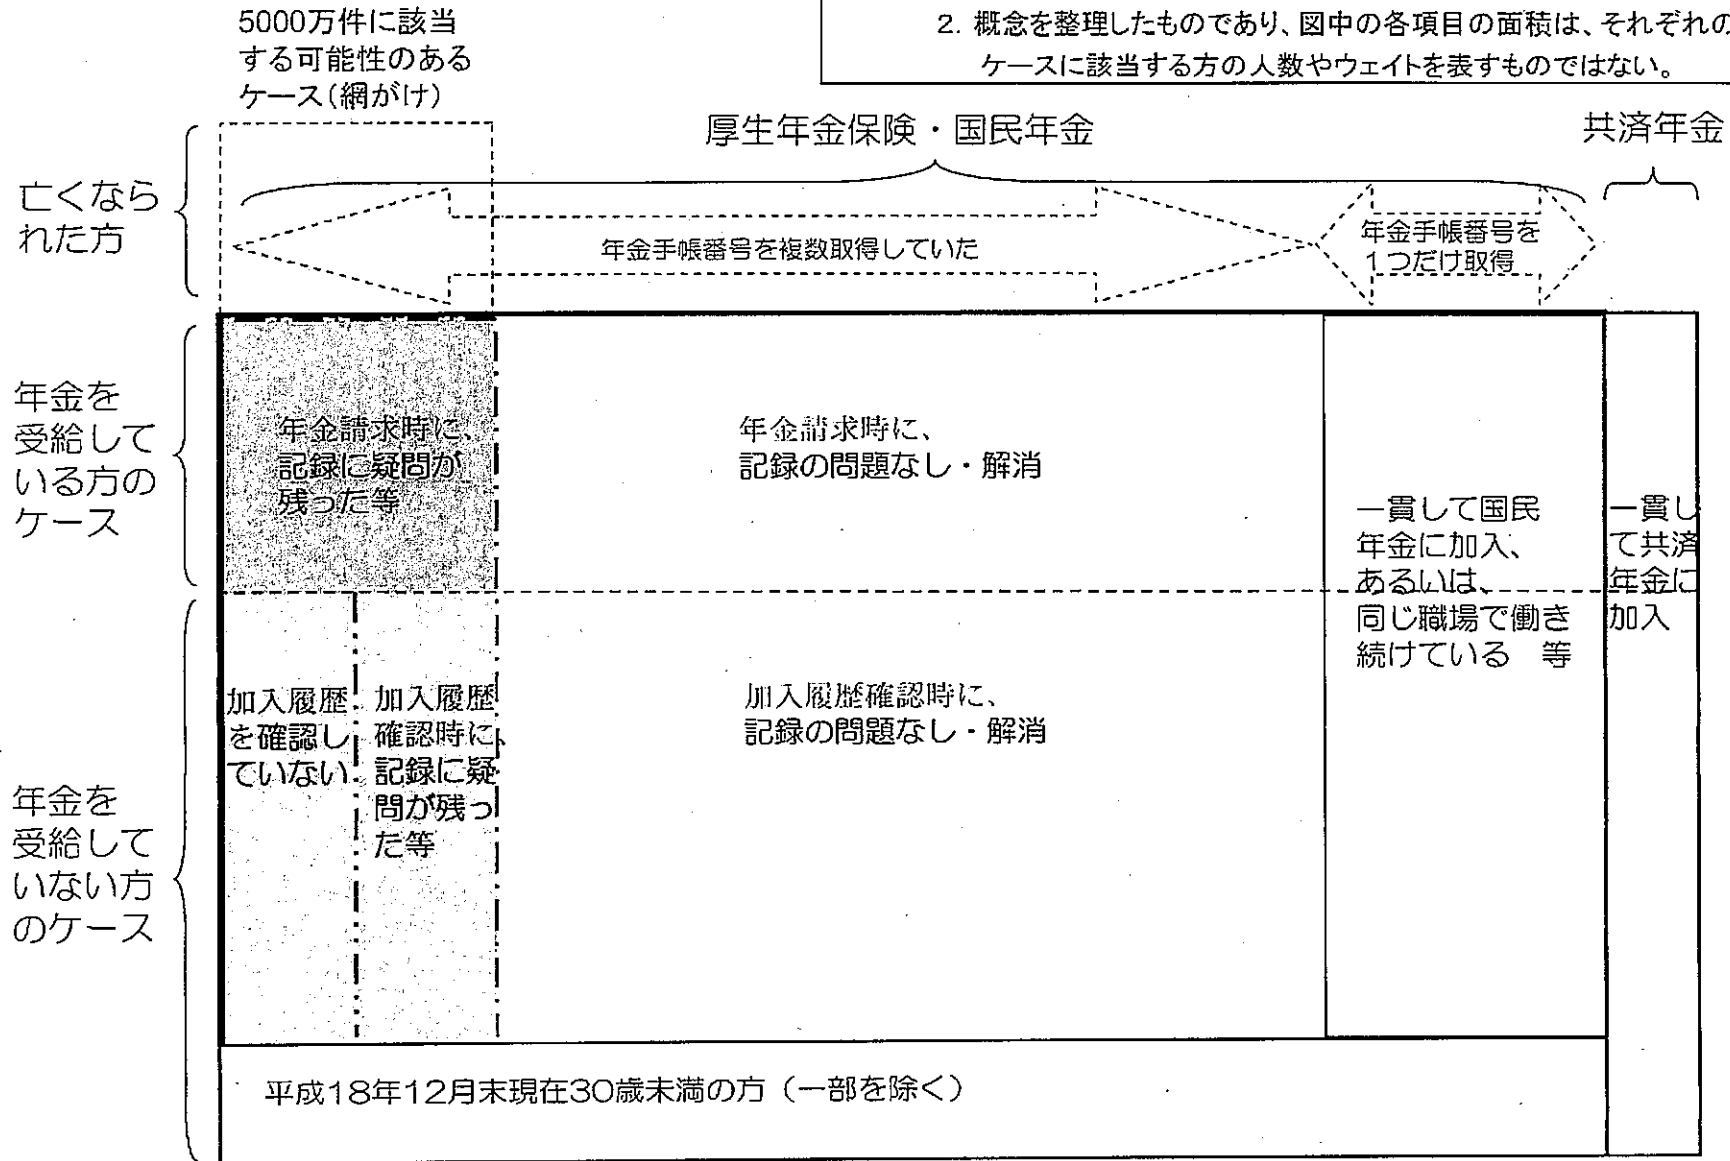 5000万件に該当
する可能性のある
ケース(網がけ)
2. 概念を整理したものであり、図中の各項目の面積は、それぞれの
ケースに該当する方の人数やウェイトを表すものではない。
厚生年金保険・国民年金
共済年金
亡くなら
れた方
年金手帳番号を複数取得していた
年金手帳番号を
1つだけ取得
年金を
受給して
いる方の
ケース
年金請求時に、
記録に疑問が
残った等
年金請求時に、
記録の問題なし・解消
一貫して国民
年金に加入、
あるいは、
同じ職場で働き
続けている 等
一貫し
て共済
年金に
加入
年金を
受給して
いない方
のケース
加入履歴
を確認し
ていない
加入履歴
確認時に、
記録に疑
問が残っ
た等
加入履歴確認時に、
記録の問題なし・解消
平成18年12月末現在30歳未満の方（一部を除く）